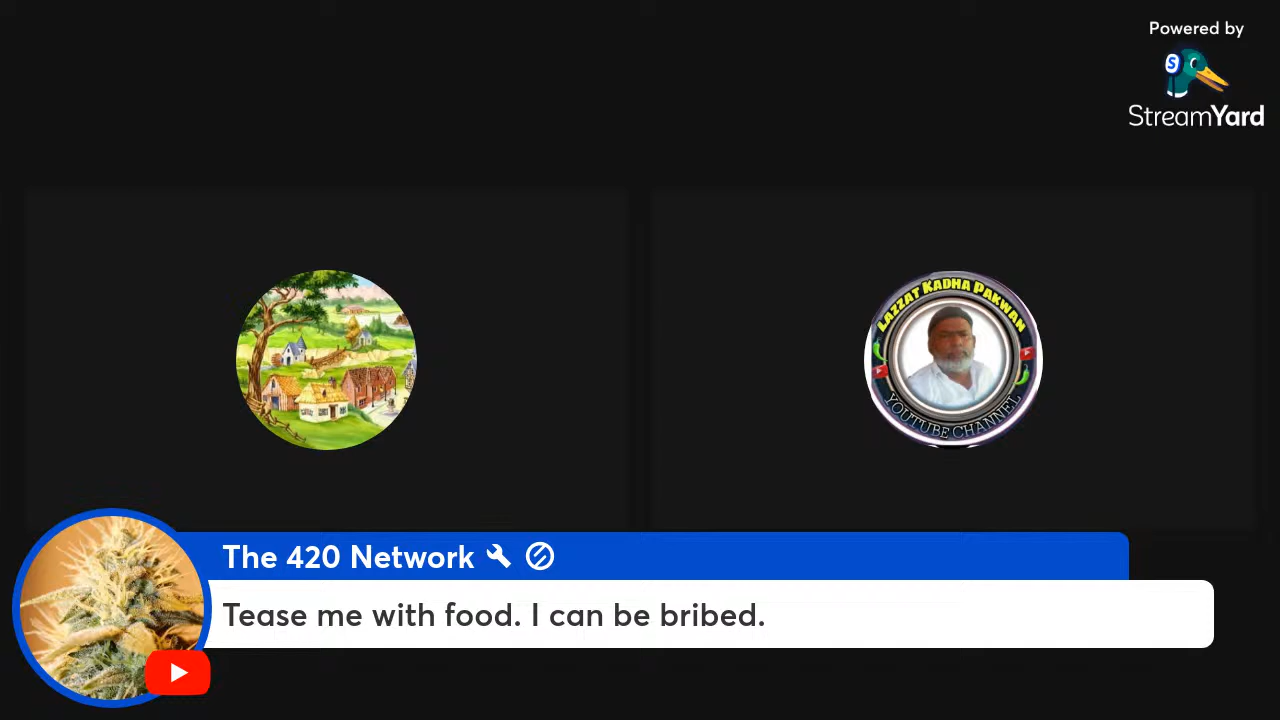 Powered by
StreamYard
LAZZAT KADHA PAKWAN
YOUTUBE CHANNEL
The 420 Network
Tease me with food. I can be bribed.